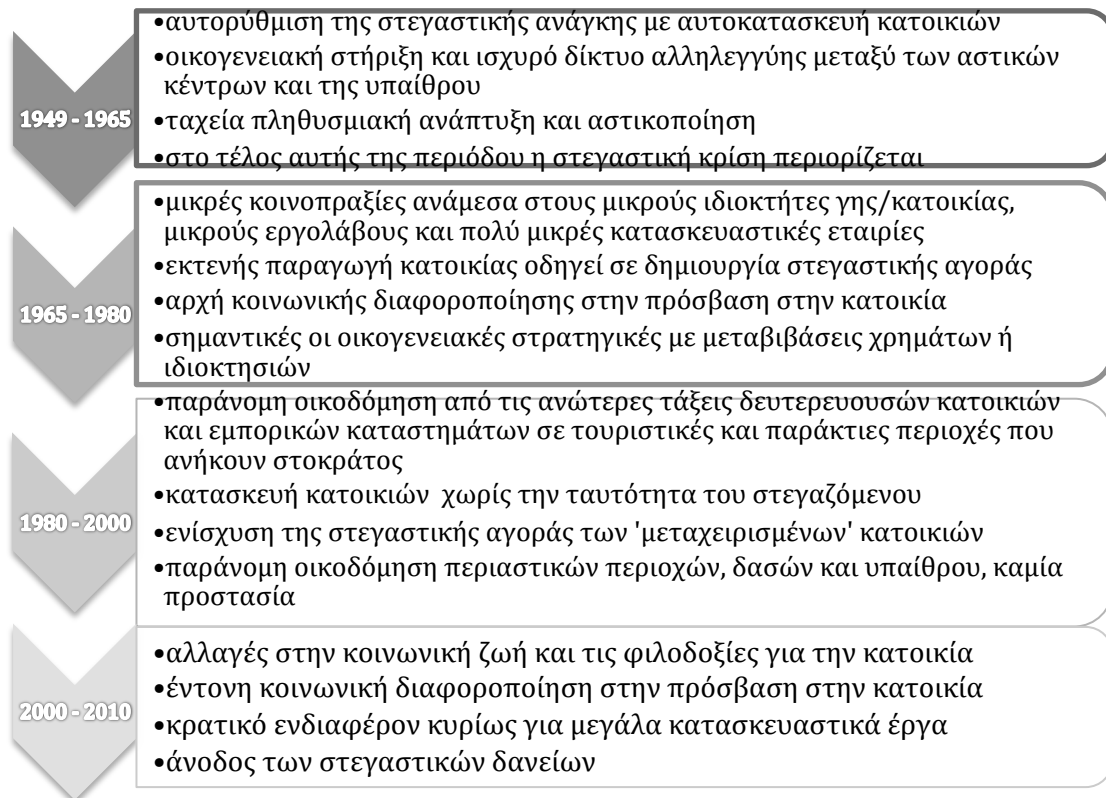 1949 - 1965
•αυτορύθμιση της στεγαστικής ανάγκης με αυτοκατασκευή κατοικιών
•οικογενειακή στήριξη και ισχυρό δίκτυο αλληλεγγύης μεταξύ των αστικών
κέντρων και της υπαίθρου
•ταχεία πληθυσμιακή ανάπτυξη και αστικοποίηση
•στο τέλος αυτής της περιόδου η στεγαστική κρίση περιορίζεται
1965 - 1980
•μικρές κοινοπραξίες ανάμεσα στους μικρούς ιδιοκτήτες γης/κατοικίας,
μικρούς εργολάβους και πολύ μικρές κατασκευαστικές εταιρίες
•εκτενής παραγωγή κατοικίας οδηγεί σε δημιουργία στεγαστικής αγοράς
•αρχή κοινωνικής διαφοροποίησης στην πρόσβαση στην κατοικία
•σημαντικές οι οικογενειακές στρατηγικές με μεταβιβάσεις χρημάτων ή
ιδιοκτησιών
1980 - 2000
•παράνομη οικοδόμηση από τις ανώτερες τάξεις δευτερευουσών κατοικιών
και εμπορικών καταστημάτων σε τουριστικές και παράκτιες περιοχές που
ανήκουν στοκράτος
•κατασκευή κατοικιών χωρίς την ταυτότητα του στεγαζόμενου
•ενίσχυση της στεγαστικής αγοράς των 'μεταχειρισμένων' κατοικιών
•παράνομη οικοδόμηση περιαστικών περιοχών, δασών και υπαίθρου, καμία
προστασία
2000 - 2010
•αλλαγές στην κοινωνική ζωή και τις φιλοδοξίες για την κατοικία
•έντονη κοινωνική διαφοροποίηση στην πρόσβαση στην κατοικία
•κρατικό ενδιαφέρον κυρίως για μεγάλα κατασκευαστικά έργα
•άνοδος των στεγαστικών δανείων